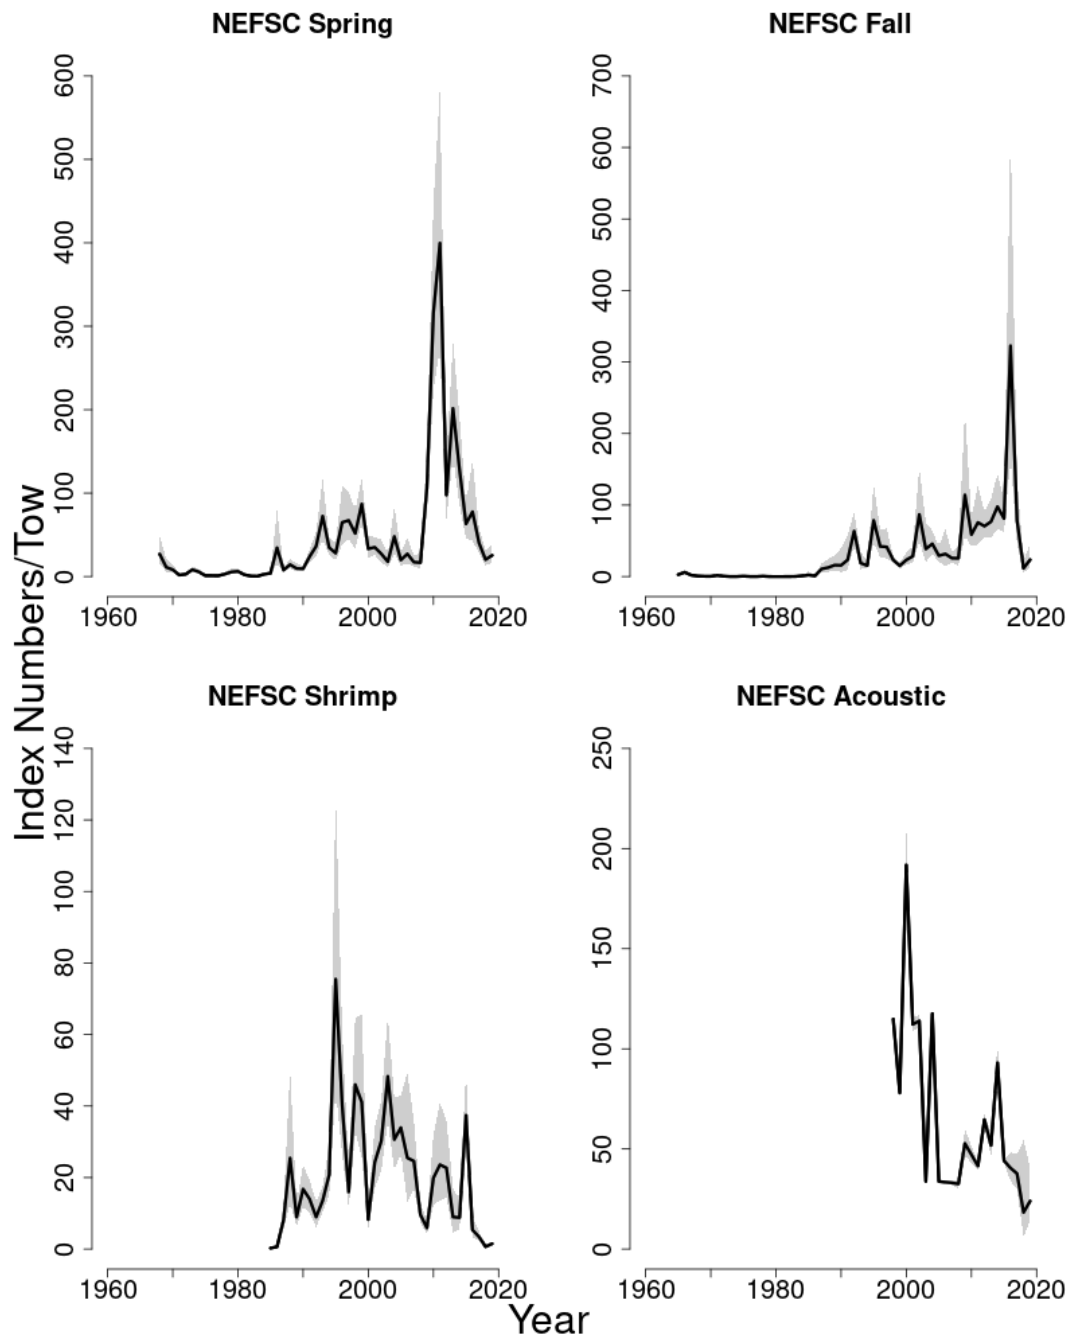 NEFSC Spring
600
500
400
300
200
100
0
1960 1980 2000 2020
NEFSC Fall
700
600
500
400
300
200
100
0
1960 1980 2000 2020
NEFSC Shrimp
140
120
100
80
60
40
20
0
1960 1980 2000 2020
NEFSC Acoustic
250
200
150
100
50
0
1960 1980 2000 2020
Index Numbers/Tow
Year